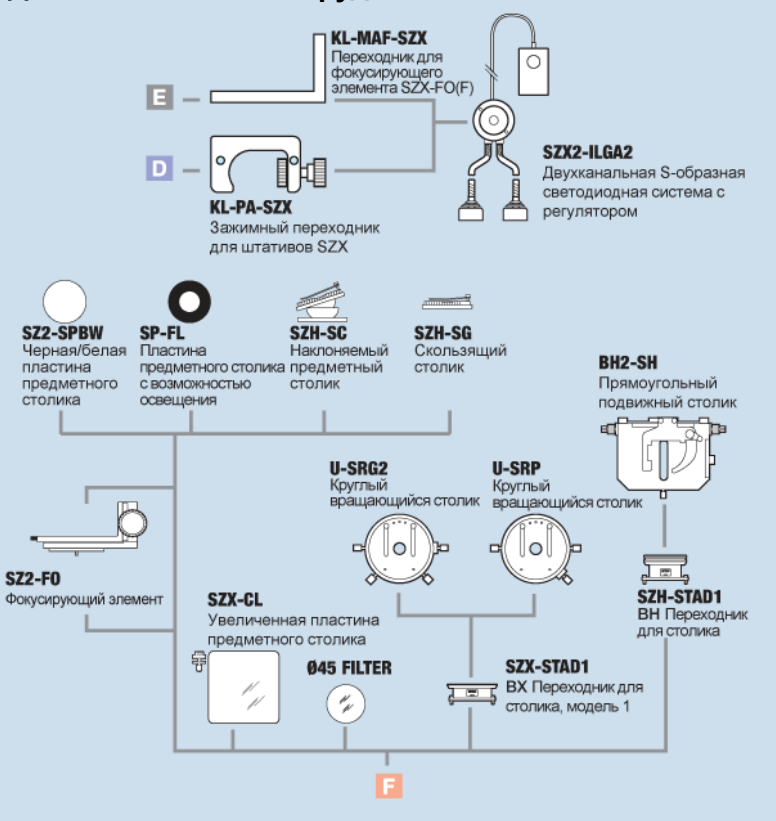 KL-MAF-SZX
Переходник для
фокусирующего
элемента SZX-FO(F)
E
D
KL-PA-SZX
Зажимный переходник
для штативов SZX
SZX2-ILGA2
Двухканальная S-образная
светодиодная система с
регулятором
SZ2-SPBW
Черная/белая
пластина
предметного
столика
SP-FL
Пластина
предметного столика
с возможностью
освещения
SZH-SC
Наклоняемый
предметный
столик
SZH-SG
Скользящий
столик
BH2-SH
Прямоугольный
подвижный столик
U-SRG2
Круглый
вращающийся столик
U-SRP
Круглый
вращающийся столик
SZ2-FO
Фокусирующий элемент
SZX-CL
Увеличенная пластина
предметного столика
Ø45 FILTER
SZX-STAD1
BX Переходник для
столика, модель 1
SZH-STAD1
BH Переходник
для столика
F